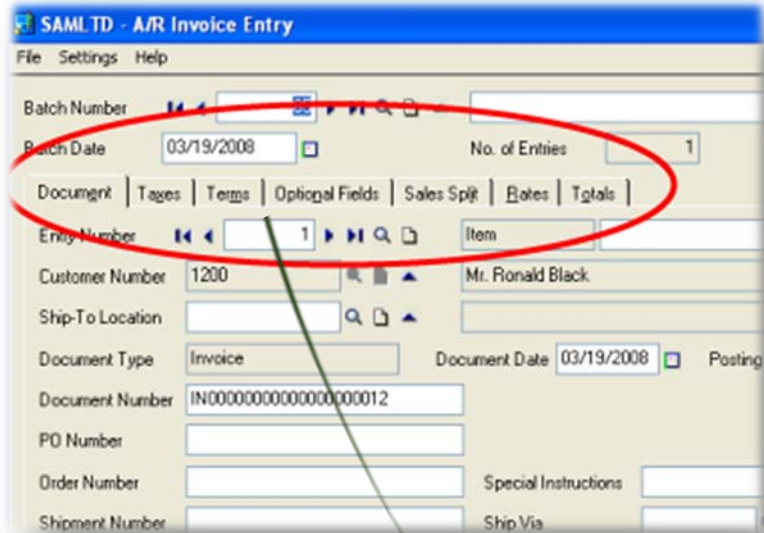 SAMLTD - A/R Invoice Entry
File Settings Help
Batch Number
Batch Date 03/19/2008 No. of Entries 1
Document Taxes Terms Optional Fields Sales Split Rates Totals
Entry Number 1 Item
Customer Number 1200 Mr. Ronald Black
Ship-To Location
Document Type Invoice Document Date 03/19/2008 Posting
Document Number IN00000000000000000012
PO Number
Order Number Special Instructions
Shipment Number Ship Via